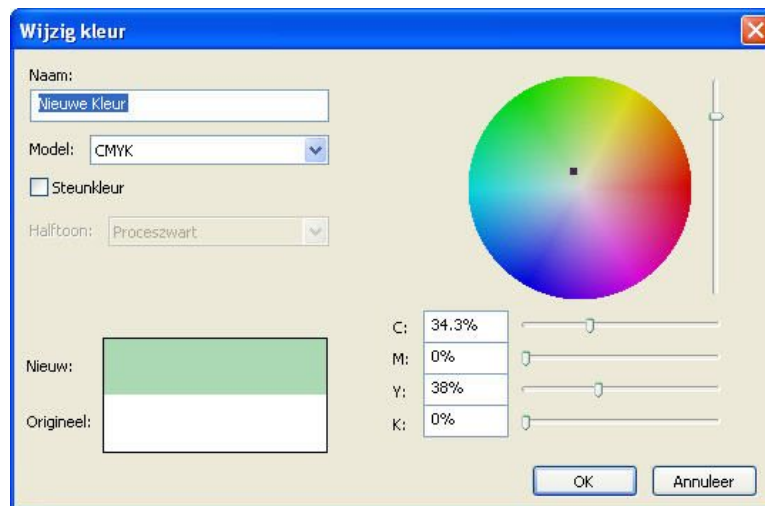 Wijzig kleur
Naam:
Nieuwe Kleur
Model: CMYK
Steunkleur
Halftoon: Proceszwart
C: 34.3%
M: 0%
Y: 38%
K: 0%
Nieuw:
Origineel:
OK Annuleer